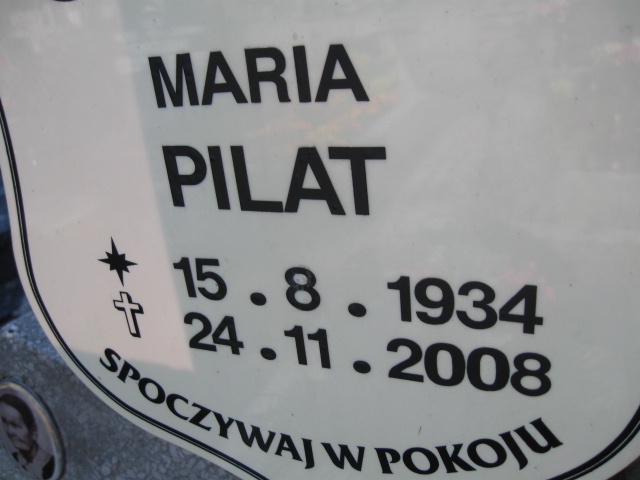 MARIA
PILAT
15.8.1934
24.11.2008
SPOCZYWAJ W POKOJU